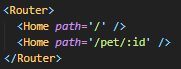 <Router>
<Home path='/' />
<Home path='/pet/:id' />
</Router>